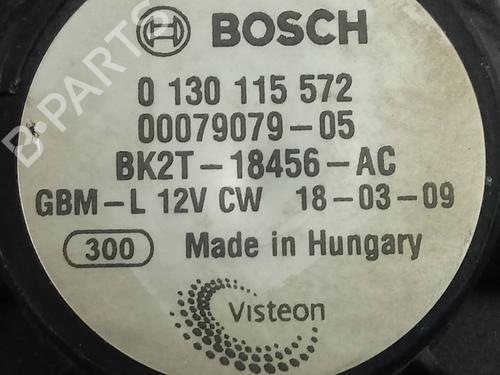 BOSCH
0 130 115 572
00079079-05
BK2T-18456-AC
GBM-L 12V CW 18-03-09
300 Made in Hungary
Visteon
B-PARTS